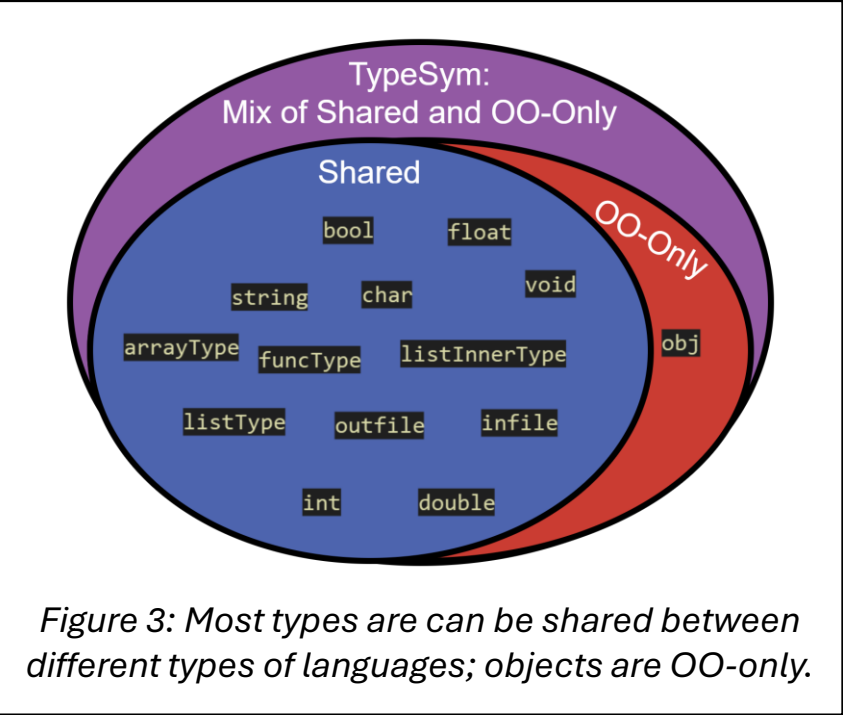 TypeSym:
Mix of Shared and OO-Only
Shared
OO-Only
bool
float
string
char
void
arrayType
funcType
listInnerType
obj
listType
outfile
infile
int
double
Figure 3: Most types are can be shared between
different types of languages; objects are OO-only.